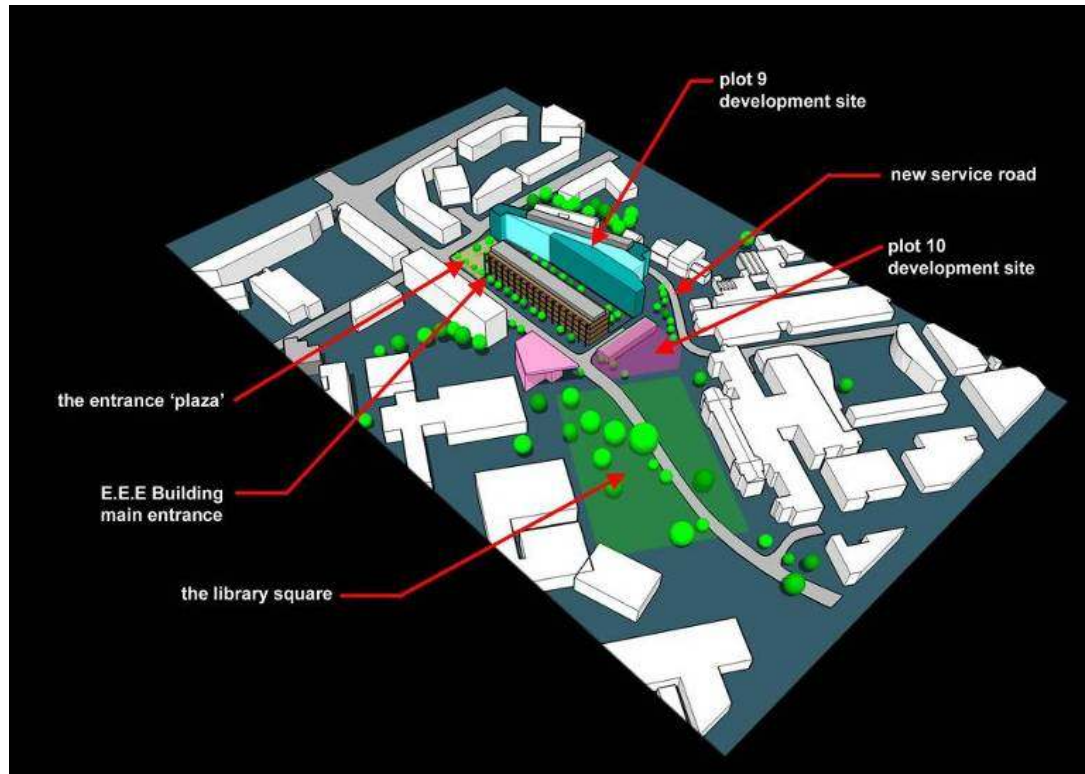 plot 9
development site
new service road
plot 10
development site
the entrance ‘plaza’
E.E.E Building
main entrance
the library square